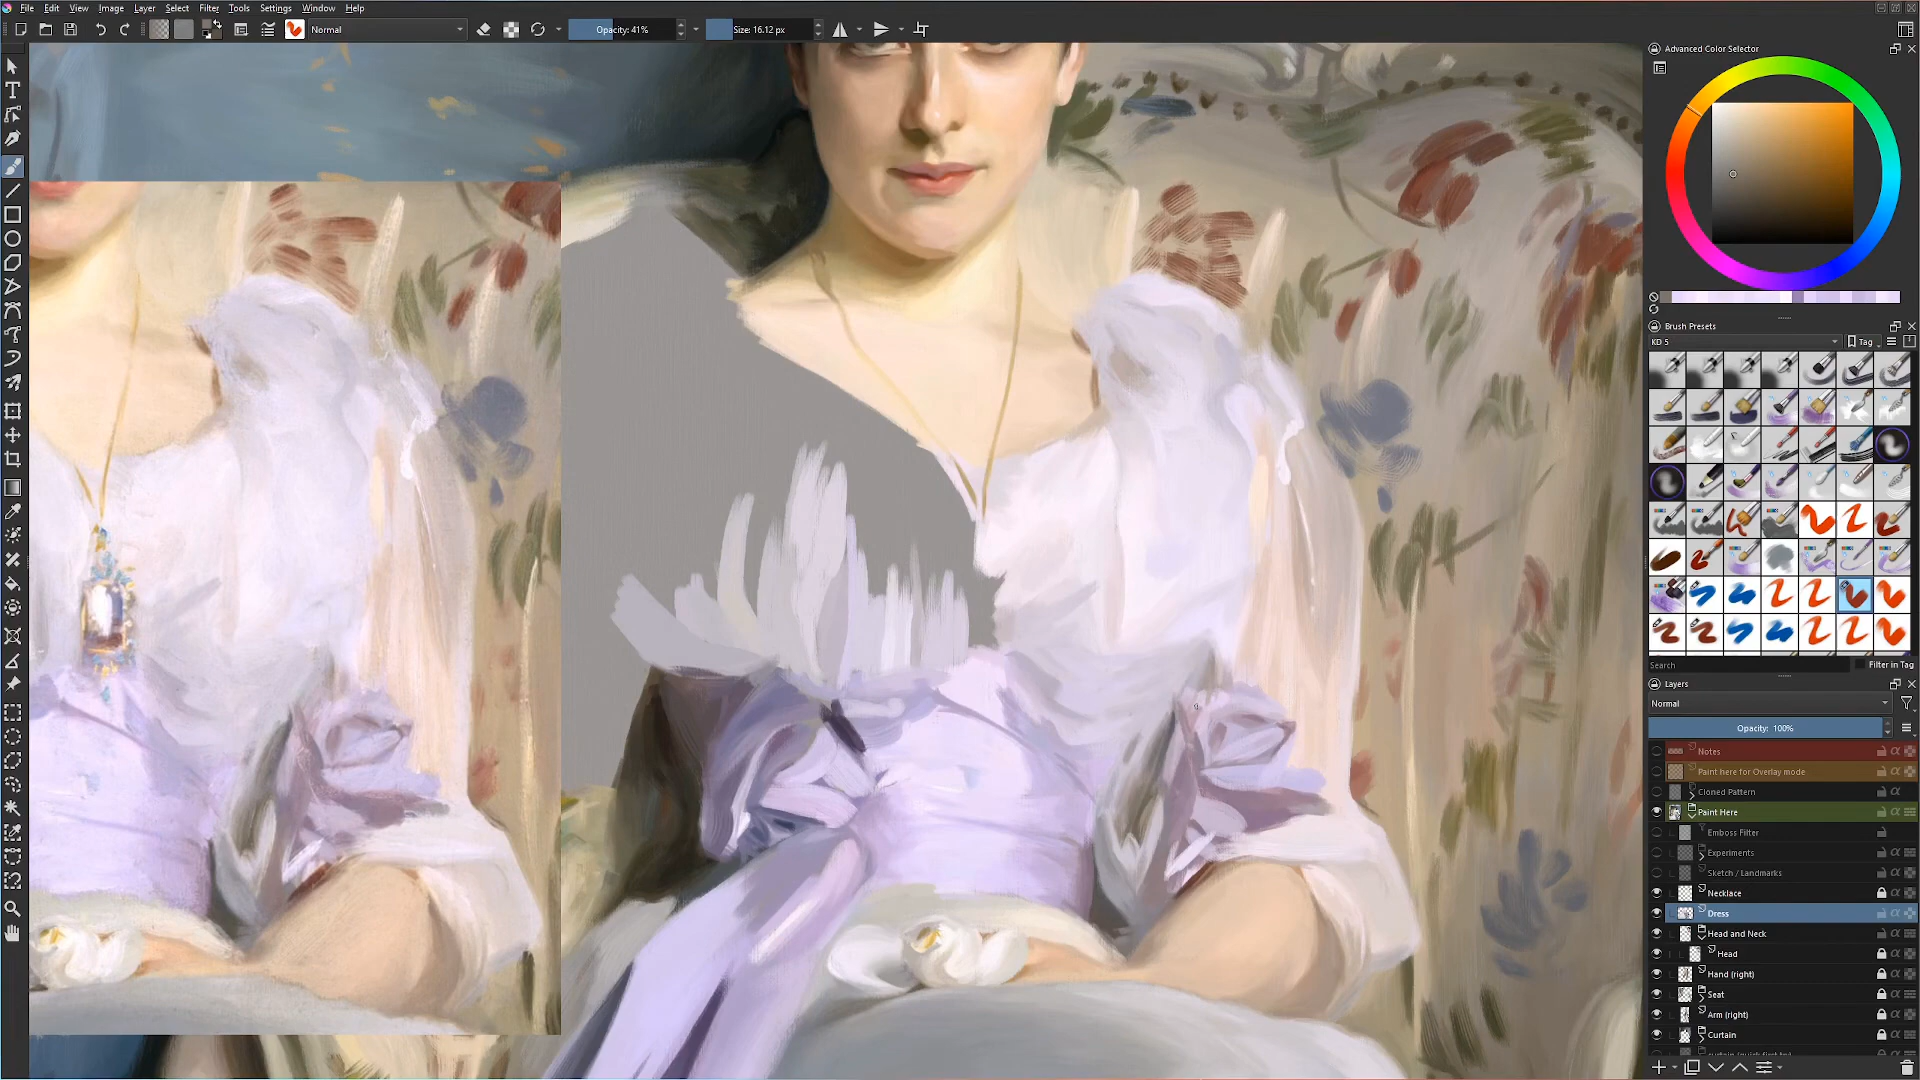 File Edit View Image Layer Select Filter Tools Settings Window Help
Normal
Opacity: 41%
Size: 16.12 px
Advanced Color Selector
Brush Presets
KD 5
Tag
Search
Filter in Tag
Layers
Normal
Opacity: 100%
Notes
Paint here for Overlay mode
Cloned Pattern
Paint Here
Emboss Filter
Experiments
Sketch / Landmarks
Necklace
Dress
Head and Neck
Head
Hand (right)
Seat
Arm (right)
Curtain